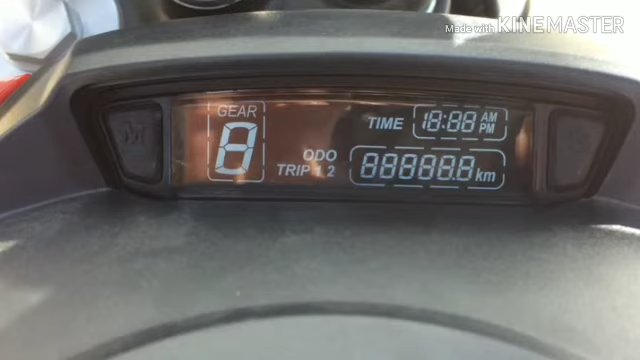 Made with KINEMASTER
GEAR
8
TIME 18:88 AM PM
ODO
TRIP 1 2
88888.8 km
M